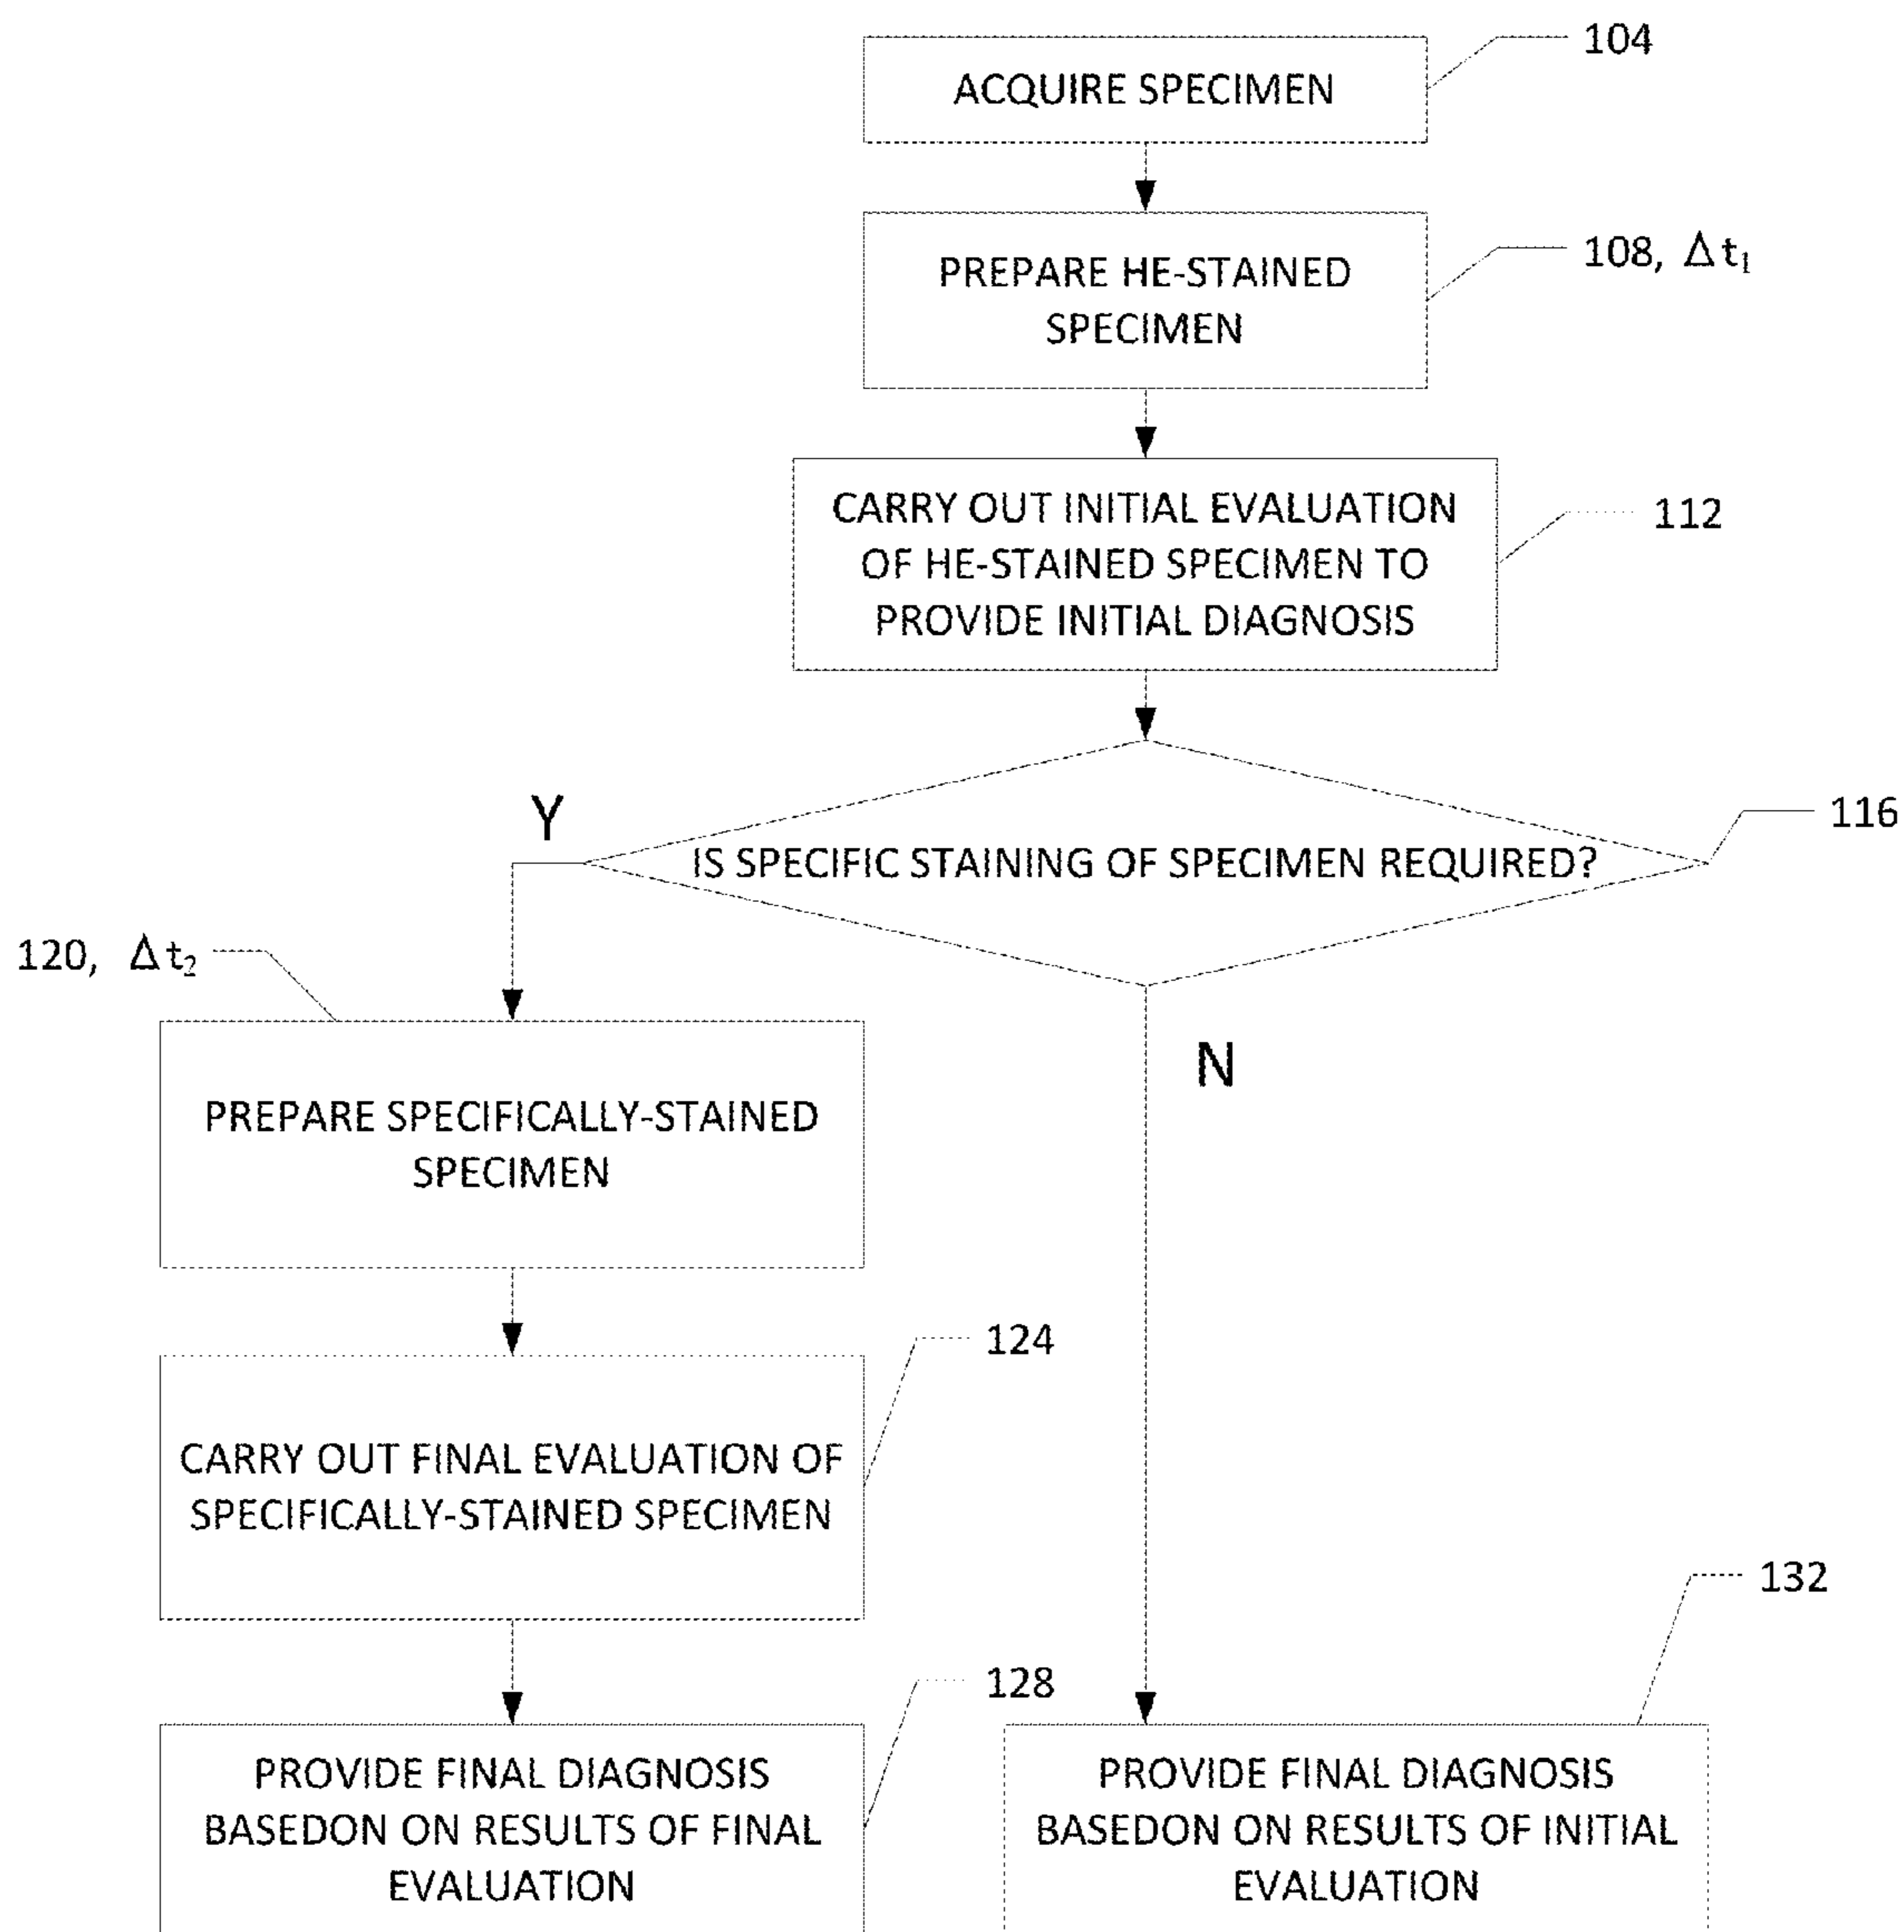 104
ACQUIRE SPECIMEN
108, Δt₁
PREPARE HE-STAINED
SPECIMEN
CARRY OUT INITIAL EVALUATION
OF HE-STAINED SPECIMEN TO
PROVIDE INITIAL DIAGNOSIS
112
Y
116
IS SPECIFIC STAINING OF SPECIMEN REQUIRED?
120, Δt₂
N
PREPARE SPECIFICALLY-STAINED
SPECIMEN
124
CARRY OUT FINAL EVALUATION OF
SPECIFICALLY-STAINED SPECIMEN
128
PROVIDE FINAL DIAGNOSIS
BASEDON ON RESULTS OF FINAL
EVALUATION
132
PROVIDE FINAL DIAGNOSIS
BASEDON ON RESULTS OF INITIAL
EVALUATION